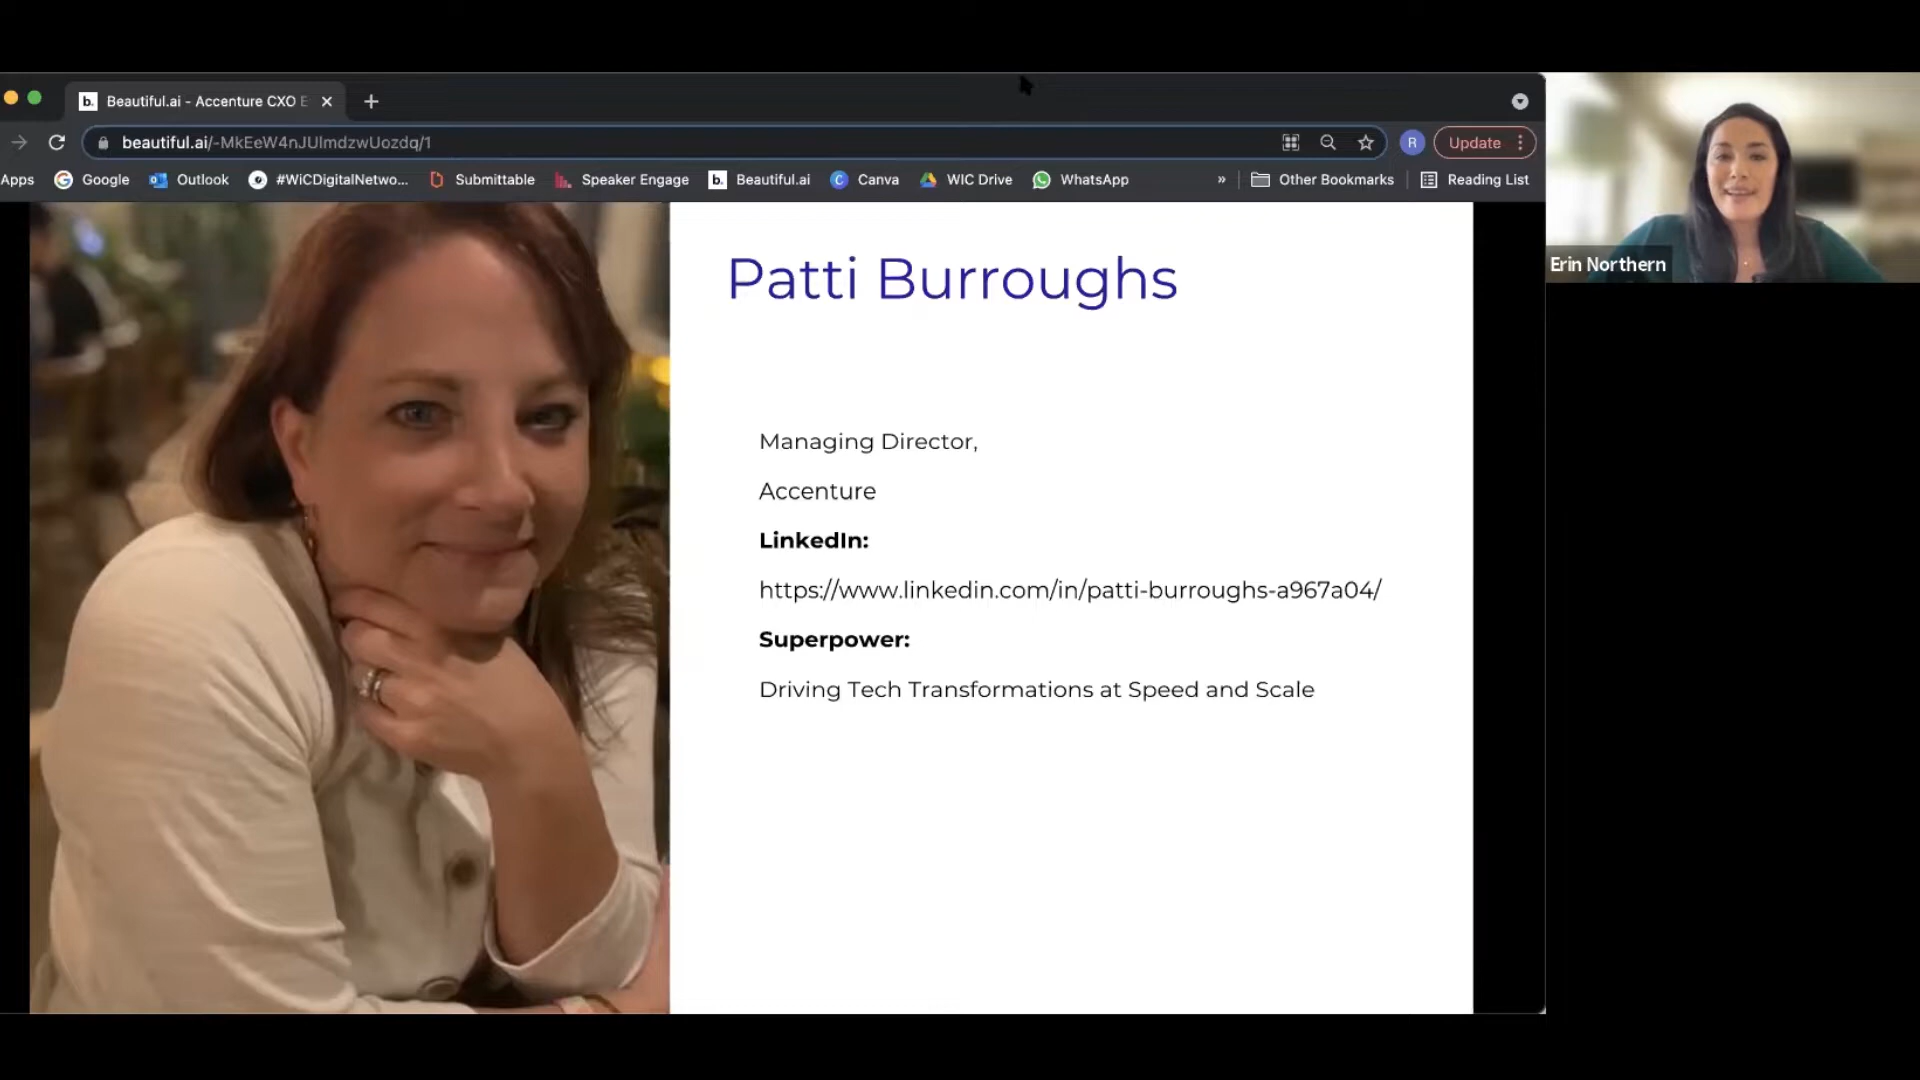 Beautiful.ai - Accenture CXO E
beautiful.ai/-MkEeW4nJUlmdzwUozdq/1
R
Update
Apps
Google
Outlook
#WiCDigitalNetwo...
Submittable
Speaker Engage
b. Beautiful.ai
C Canva
WIC Drive
WhatsApp
»
Other Bookmarks
Reading List
Patti Burroughs
Managing Director,
Accenture
LinkedIn:
https://www.linkedin.com/in/patti-burroughs-a967a04/
Superpower:
Driving Tech Transformations at Speed and Scale
Erin Northern